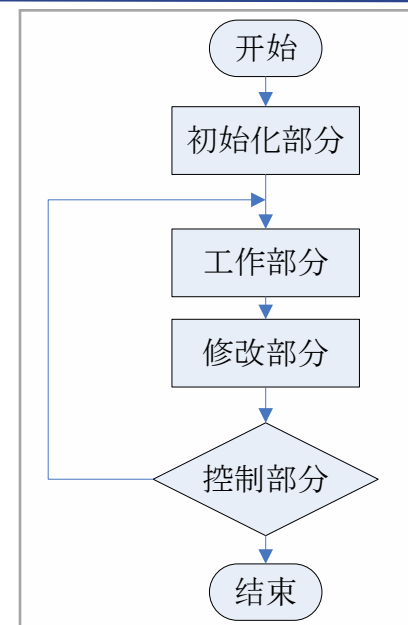 开始
初始化部分
工作部分
修改部分
控制部分
结束